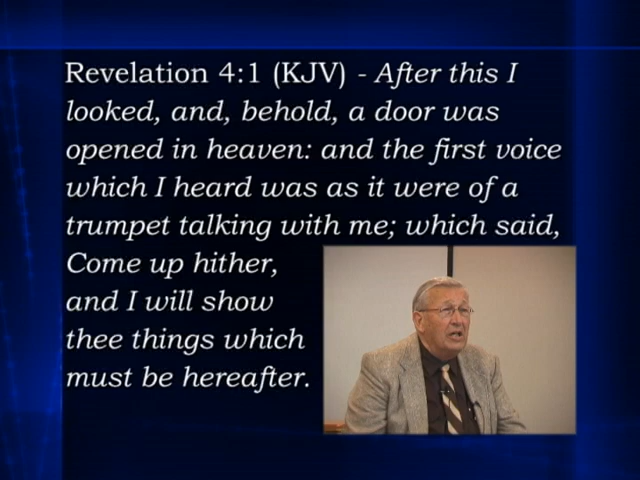 Revelation 4:1 (KJV) - After this I
looked, and, behold, a door was
opened in heaven: and the first voice
which I heard was as it were of a
trumpet talking with me; which said,
Come up hither,
and I will show
thee things which
must be hereafter.